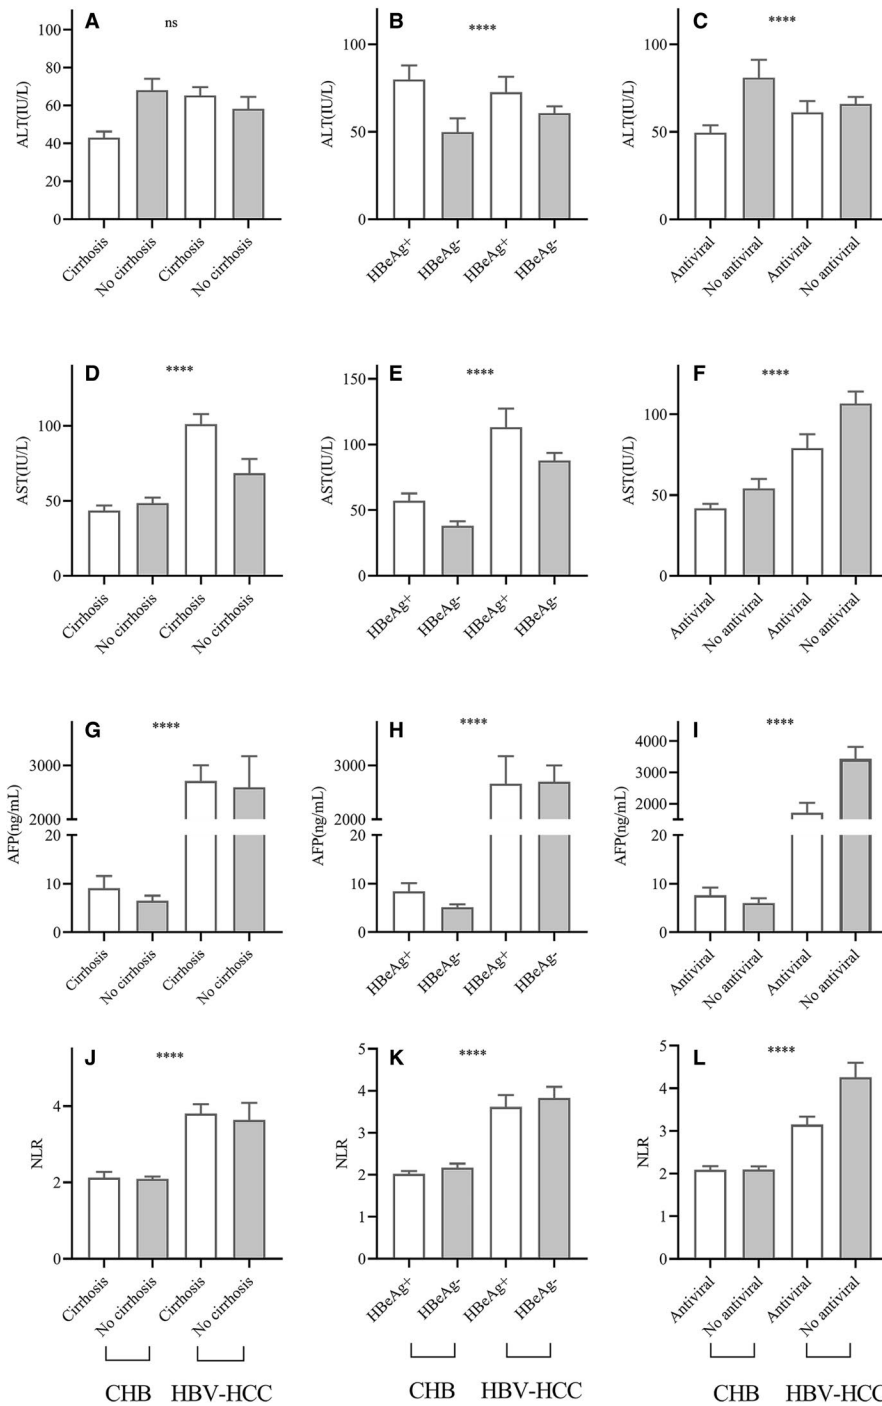 A ns
100
80
60
40
20
0
ALT(IU/L)
Cirrhosis
No cirrhosis
Cirrhosis
No cirrhosis
B ****
100
50
0
ALT(IU/L)
HBeAg+
HBeAg-
HBeAg+
HBeAg-
C ****
100
50
0
ALT(IU/L)
Antiviral
No antiviral
Antiviral
No antiviral
D ****
100
50
0
AST(IU/L)
Cirrhosis
No cirrhosis
Cirrhosis
No cirrhosis
E ****
150
100
50
0
AST(IU/L)
HBeAg+
HBeAg-
HBeAg+
HBeAg-
F ****
100
50
0
AST(IU/L)
Antiviral
No antiviral
Antiviral
No antiviral
G ****
3000
2000
20
10
0
AFP(ng/mL)
Cirrhosis
No cirrhosis
Cirrhosis
No cirrhosis
H ****
3000
2000
20
10
0
AFP(ng/mL)
HBeAg+
HBeAg-
HBeAg+
HBeAg-
I ****
4000
3000
2000
20
10
0
AFP(ng/mL)
Antiviral
No antiviral
Antiviral
No antiviral
J ****
4
2
0
NLR
Cirrhosis
No cirrhosis
Cirrhosis
No cirrhosis
K ****
5
4
3
2
1
0
NLR
HBeAg+
HBeAg-
HBeAg+
HBeAg-
L ****
5
4
3
2
1
0
NLR
Antiviral
No antiviral
Antiviral
No antiviral
CHB HBV-HCC
CHB HBV-HCC
CHB HBV-HCC